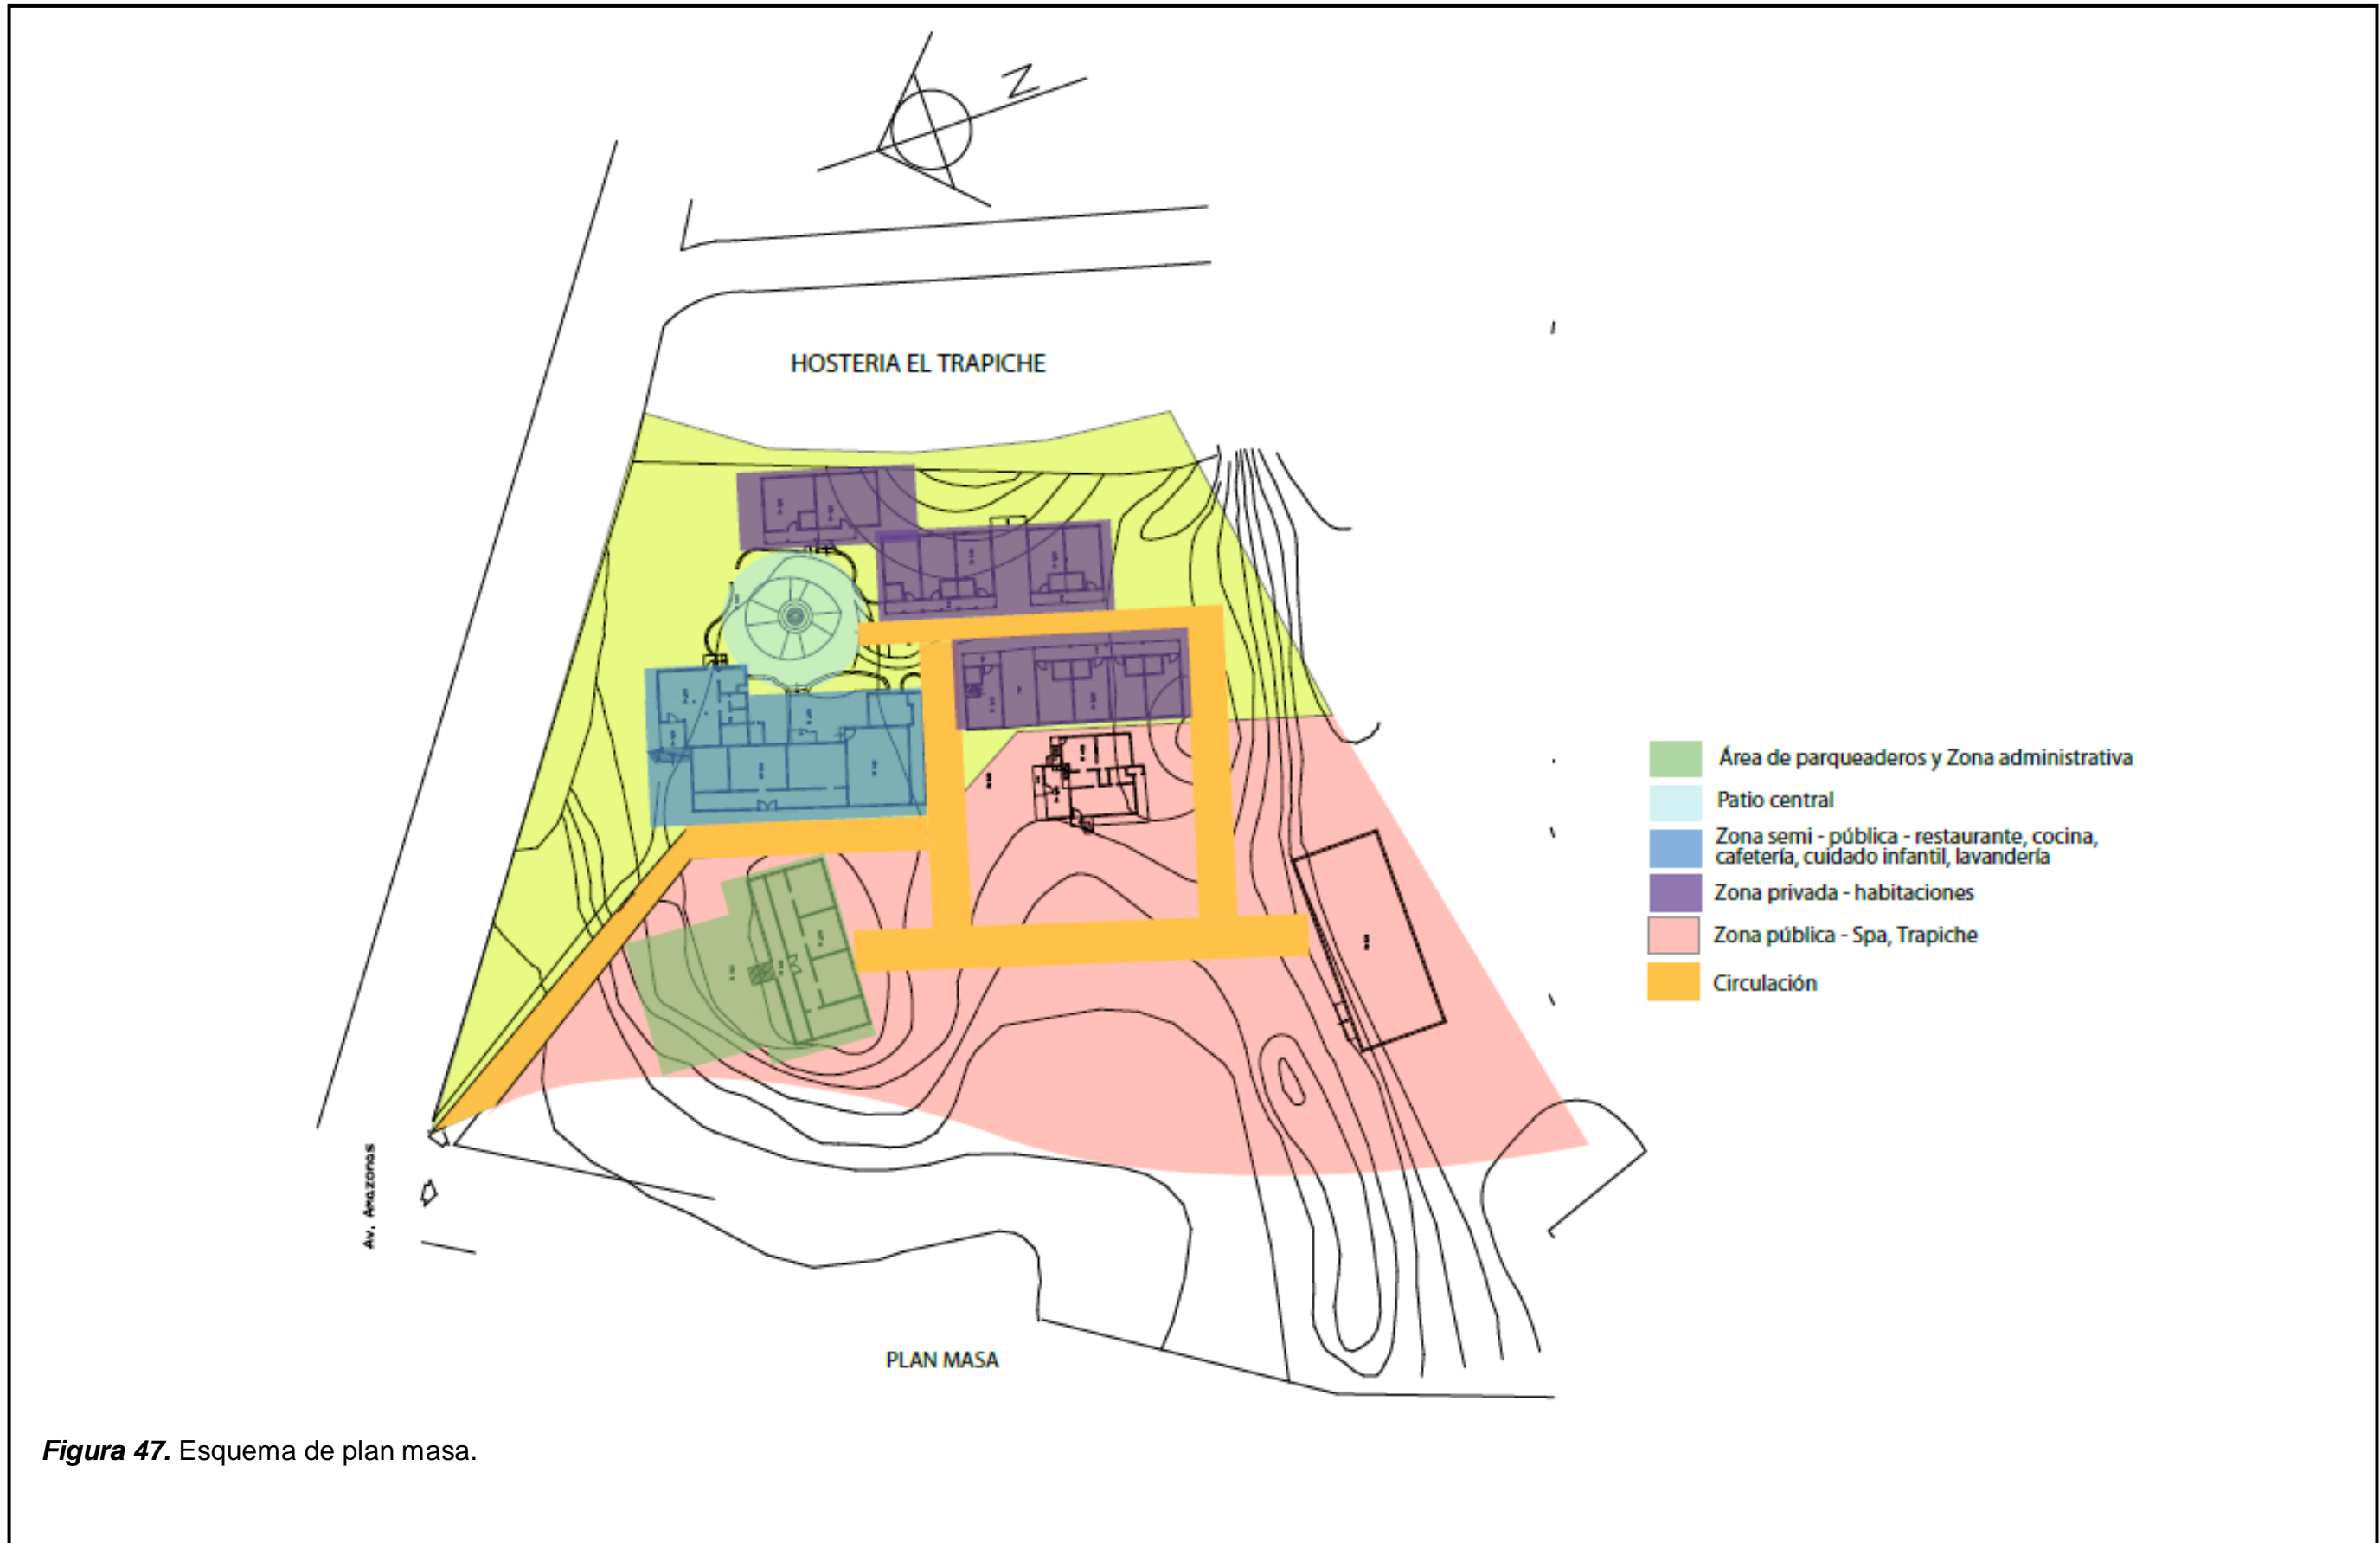 N
HOSTERIA EL TRAPICHE
Área de parqueaderos y Zona administrativa
Patio central
Zona semi - pública - restaurante, cocina,
cafetería, cuidado infantil, lavandería
Zona privada - habitaciones
Zona pública - Spa, Trapiche
Circulación
Av. Amazonas
PLAN MASA
Figura 47. Esquema de plan masa.